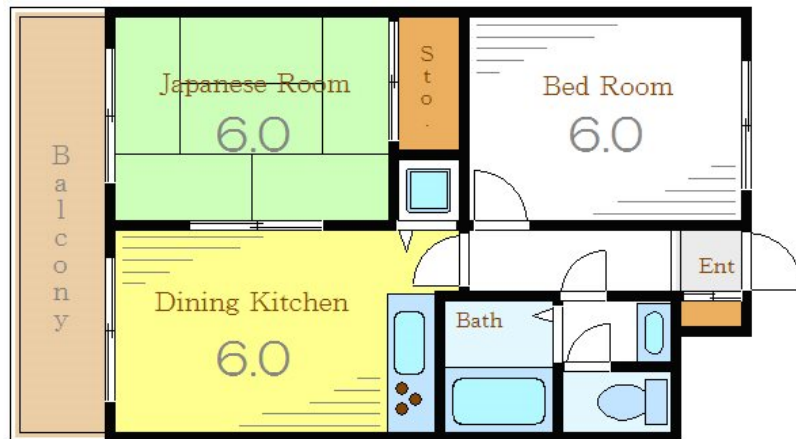 Japanese Room
6.0
Sto.
Bed Room
6.0
Balcony
Dining Kitchen
6.0
Bath
Ent